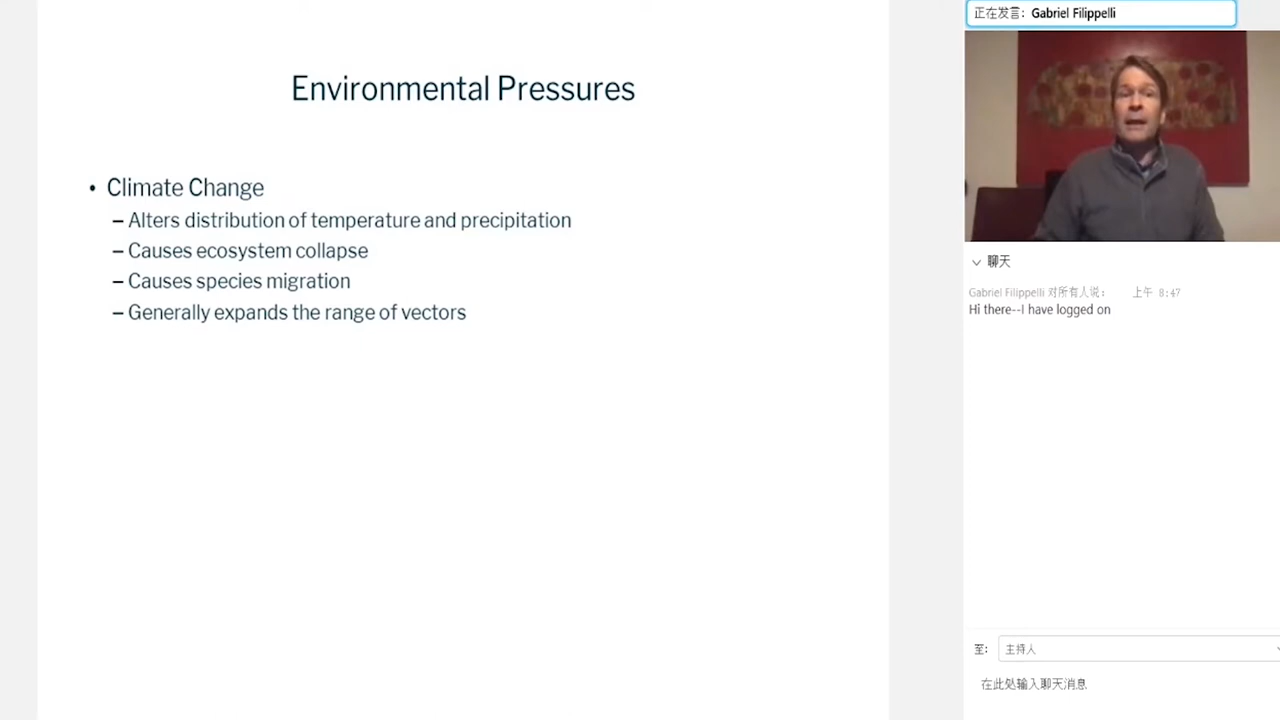 Environmental Pressures
• Climate Change
– Alters distribution of temperature and precipitation
– Causes ecosystem collapse
– Causes species migration
– Generally expands the range of vectors
正在发言: Gabriel Filippelli
聊天
Gabriel Filippelli 对所有人说: 上午 8:47
Hi there--I have logged on
至: 主持人
在此处输入聊天消息